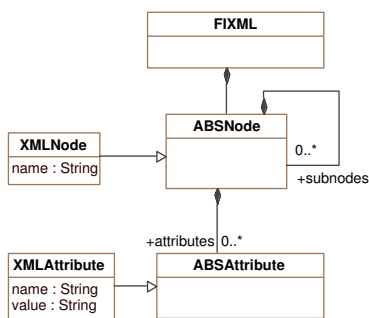 FIXML
ABSNode
XMLNode
name : String
0..*
+subnodes
+attributes 0..*
XMLAttribute
name : String
value : String
ABSAttribute